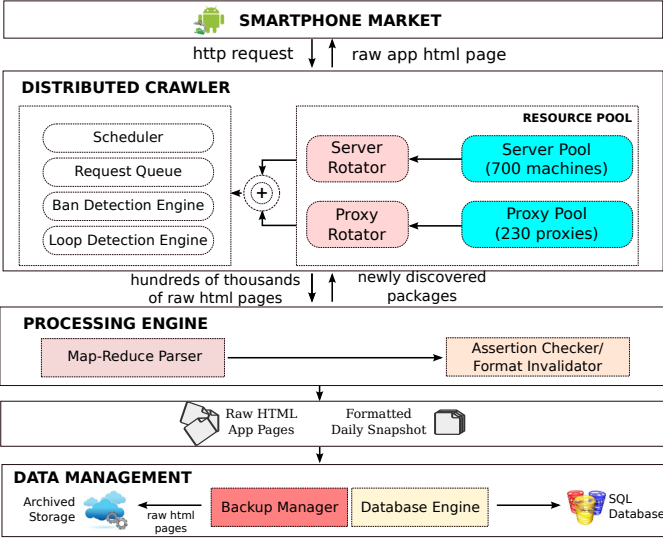 SMARTPHONE MARKET
http request
raw app html page
DISTRIBUTED CRAWLER
RESOURCE POOL
Scheduler
Request Queue
Ban Detection Engine
Loop Detection Engine
+
Server
Rotator
Server Pool
(700 machines)
Proxy
Rotator
Proxy Pool
(230 proxies)
hundreds of thousands
of raw html pages
newly discovered
packages
PROCESSING ENGINE
Map-Reduce Parser
Assertion Checker/
Format Invalidator
Raw HTML
App Pages
Formatted
Daily Snapshot
DATA MANAGEMENT
Archived
Storage
raw html
pages
Backup Manager
Database Engine
SQL
Database